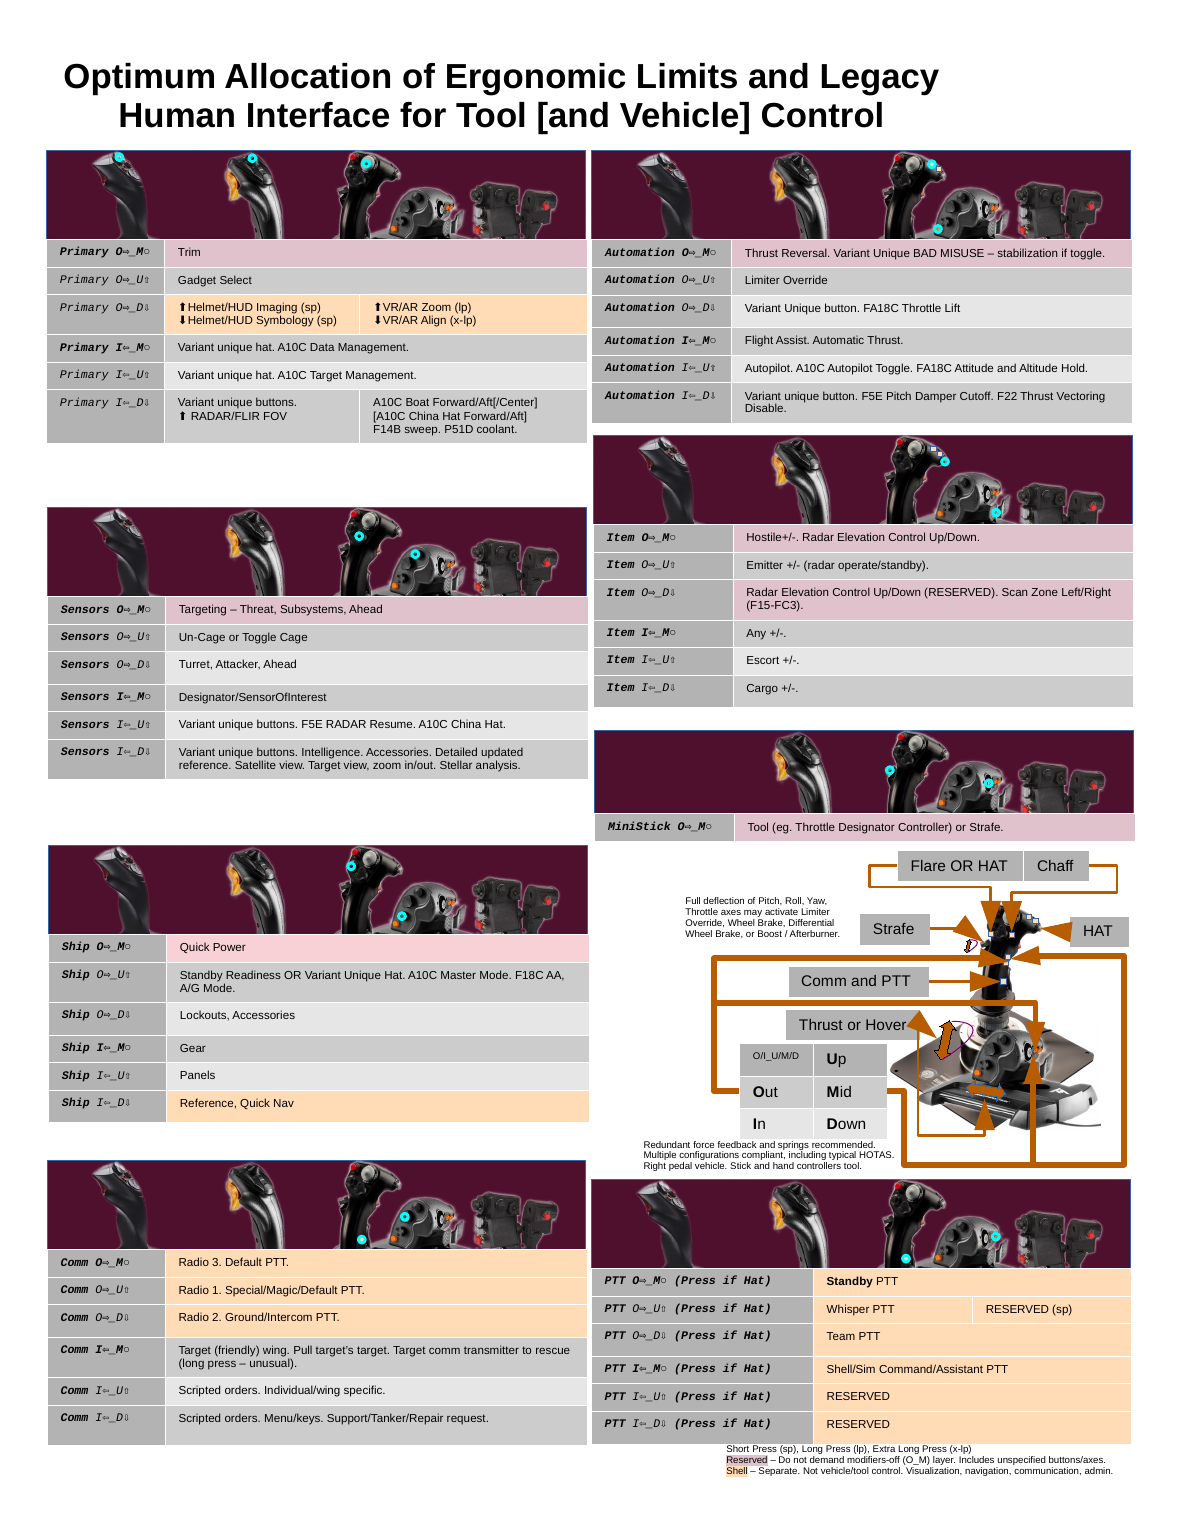 Optimum Allocation of Ergonomic Limits and Legacy
Human Interface for Tool [and Vehicle] Control
Primary O⇨_M○ Trim
Primary O⇨_U⇧ Gadget Select
Primary O⇨_D⇩ ⬆Helmet/HUD Imaging (sp) ⬆VR/AR Zoom (lp)
⬇Helmet/HUD Symbology (sp) ⬇VR/AR Align (x-lp)
Primary I⇦_M○ Variant unique hat. A10C Data Management.
Primary I⇦_U⇧ Variant unique hat. A10C Target Management.
Primary I⇦_D⇩ Variant unique buttons. A10C Boat Forward/Aft[/Center]
⬆ RADAR/FLIR FOV [A10C China Hat Forward/Aft]
F14B sweep. P51D coolant.
Sensors O⇨_M○ Targeting – Threat, Subsystems, Ahead
Sensors O⇨_U⇧ Un-Cage or Toggle Cage
Sensors O⇨_D⇩ Turret, Attacker, Ahead
Sensors I⇦_M○ Designator/SensorOfInterest
Sensors I⇦_U⇧ Variant unique buttons. F5E RADAR Resume. A10C China Hat.
Sensors I⇦_D⇩ Variant unique buttons. Intelligence. Accessories. Detailed updated
reference. Satellite view. Target view, zoom in/out. Stellar analysis.
Ship O⇨_M○ Quick Power
Ship O⇨_U⇧ Standby Readiness OR Variant Unique Hat. A10C Master Mode. F18C AA,
A/G Mode.
Ship O⇨_D⇩ Lockouts, Accessories
Ship I⇦_M○ Gear
Ship I⇦_U⇧ Panels
Ship I⇦_D⇩ Reference, Quick Nav
Comm O⇨_M○ Radio 3. Default PTT.
Comm O⇨_U⇧ Radio 1. Special/Magic/Default PTT.
Comm O⇨_D⇩ Radio 2. Ground/Intercom PTT.
Comm I⇦_M○ Target (friendly) wing. Pull target's target. Target comm transmitter to rescue
(long press – unusual).
Comm I⇦_U⇧ Scripted orders. Individual/wing specific.
Comm I⇦_D⇩ Scripted orders. Menu/keys. Support/Tanker/Repair request.
Automation O⇨_M○ Thrust Reversal. Variant Unique BAD MISUSE – stabilization if toggle.
Automation O⇨_U⇧ Limiter Override
Automation O⇨_D⇩ Variant Unique button. FA18C Throttle Lift
Automation I⇦_M○ Flight Assist. Automatic Thrust.
Automation I⇦_U⇧ Autopilot. A10C Autopilot Toggle. FA18C Attitude and Altitude Hold.
Automation I⇦_D⇩ Variant unique button. F5E Pitch Damper Cutoff. F22 Thrust Vectoring
Disable.
Item O⇨_M○ Hostile+/-. Radar Elevation Control Up/Down.
Item O⇨_U⇧ Emitter +/- (radar operate/standby).
Item O⇨_D⇩ Radar Elevation Control Up/Down (RESERVED). Scan Zone Left/Right
(F15-FC3).
Item I⇦_M○ Any +/-.
Item I⇦_U⇧ Escort +/-.
Item I⇦_D⇩ Cargo +/-.
MiniStick O⇨_M○ Tool (eg. Throttle Designator Controller) or Strafe.
Flare OR HAT Chaff
Full deflection of Pitch, Roll, Yaw,
Throttle axes may activate Limiter
Override, Wheel Brake, Differential
Wheel Brake, or Boost / Afterburner.
Strafe
HAT
Comm and PTT
Thrust or Hover
O/I_U/M/D Up
Out Mid
In Down
Redundant force feedback and springs recommended.
Multiple configurations compliant, including typical HOTAS.
Right pedal vehicle. Stick and hand controllers tool.
PTT O⇨_M○ (Press if Hat) Standby PTT
PTT O⇨_U⇧ (Press if Hat) Whisper PTT RESERVED (sp)
PTT O⇨_D⇩ (Press if Hat) Team PTT
PTT I⇦_M○ (Press if Hat) Shell/Sim Command/Assistant PTT
PTT I⇦_U⇧ (Press if Hat) RESERVED
PTT I⇦_D⇩ (Press if Hat) RESERVED
Short Press (sp), Long Press (lp), Extra Long Press (x-lp)
Reserved – Do not demand modifiers-off (O_M) layer. Includes unspecified buttons/axes.
Shell – Separate. Not vehicle/tool control. Visualization, navigation, communication, admin.